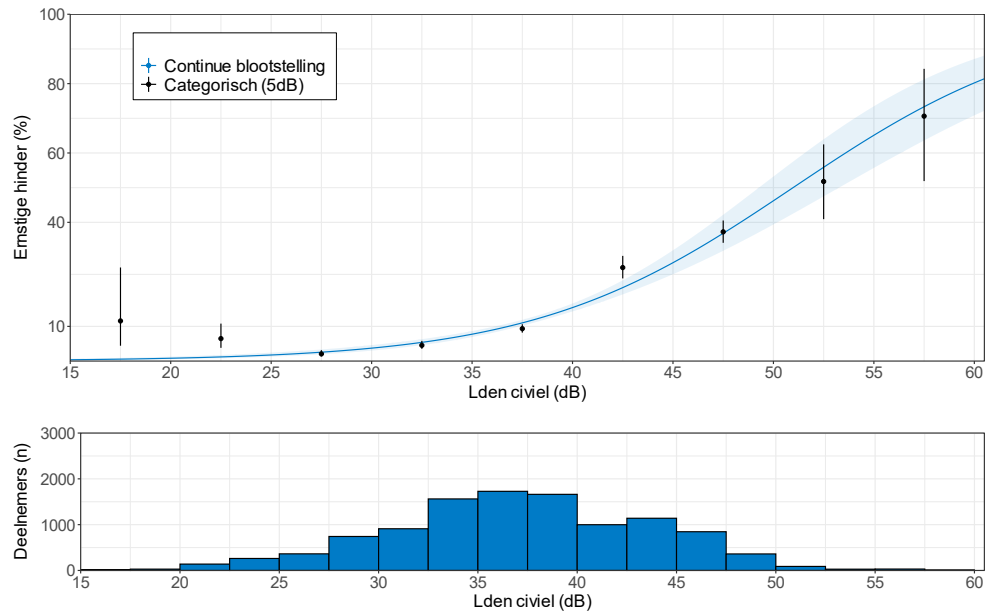 100
80
40
10
Ernstige hinder (%)
Continue blootstelling
Categorisch (5dB)
15 20 25 30 35 40 45 50 55 60
Lden civiel (dB)
3000
2000
1000
0
Deelnemers (n)
15 20 25 30 35 40 45 50 55 60
Lden civiel (dB)